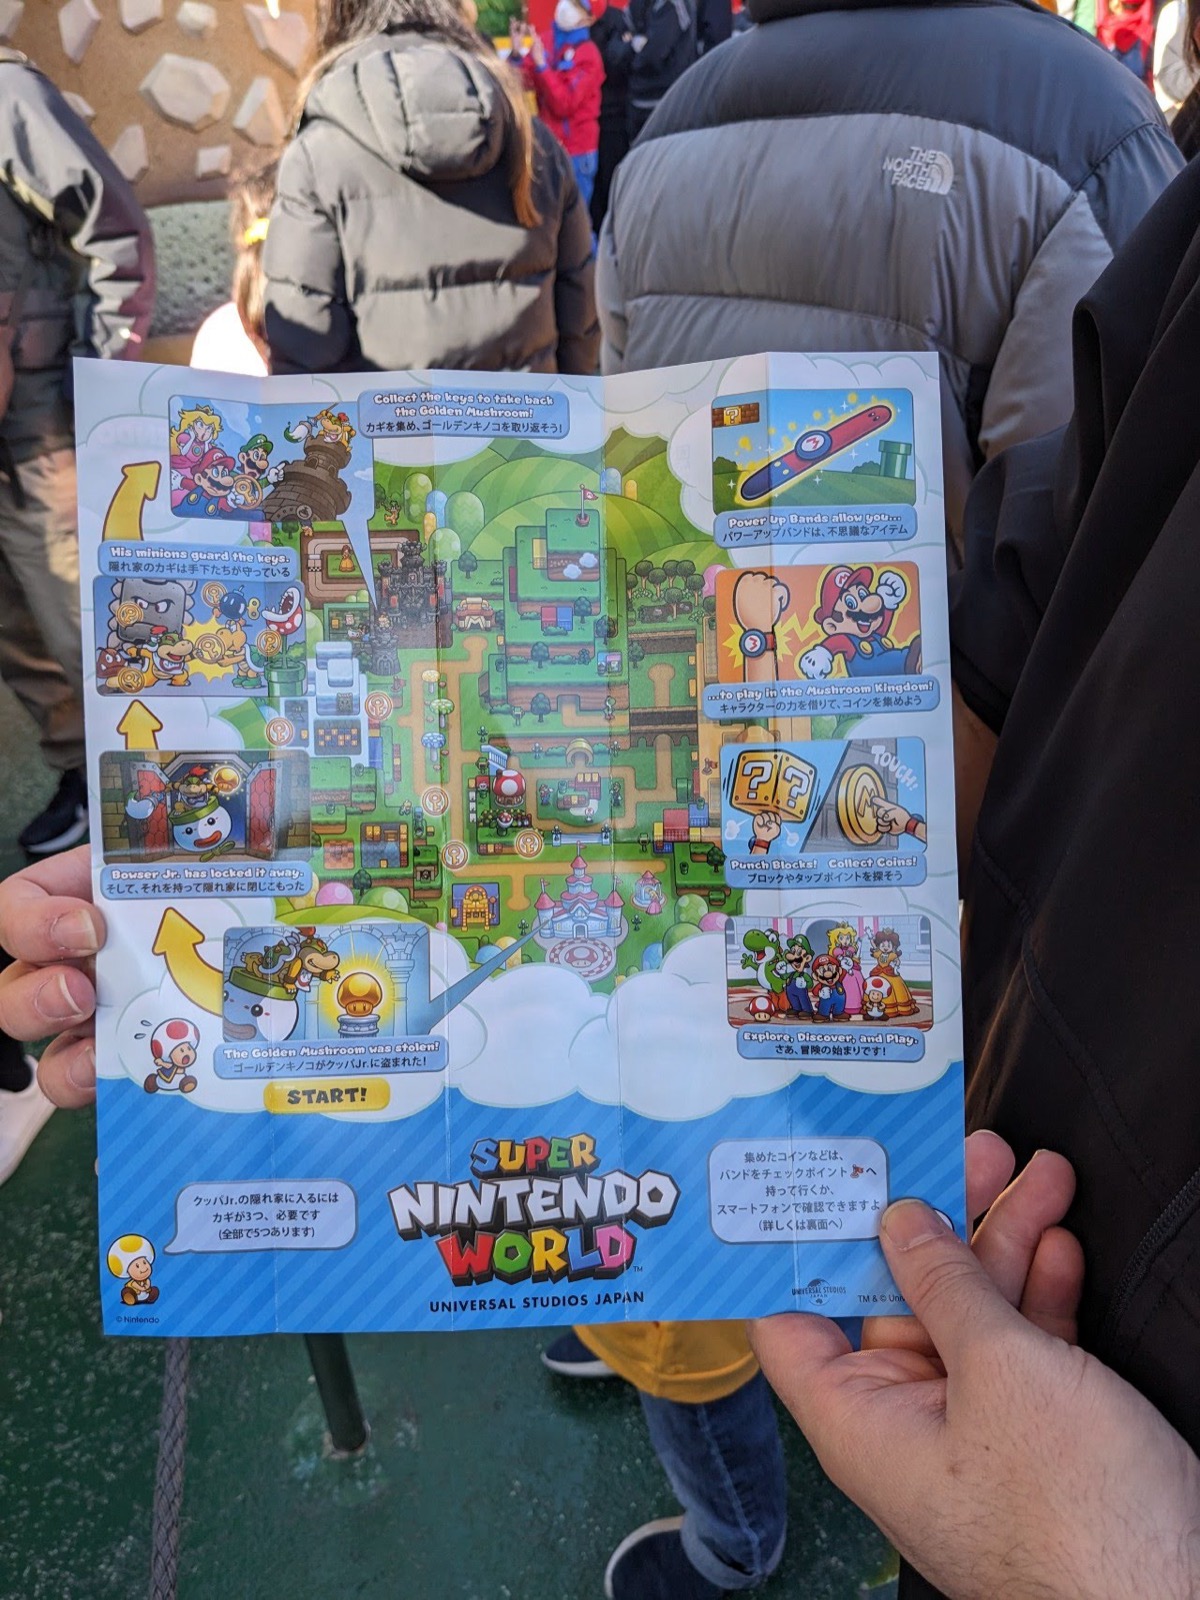 THE
NORTH
FACE
Collect the keys to take back
the Golden Mushroom!
カギを集め、ゴールデンキノコを取り返そう!
His minions guard the keys.
隠れ家のカギは手下たちが守っている
Bowser Jr. has locked it away.
そして、それを持って隠れ家に閉じこもった
The Golden Mushroom was stolen!
ゴールデンキノコがクッパJr.に盗まれた!
START!
Power Up Bands allow you...
パワーアップバンドは、不思議なアイテム
...to play in the Mushroom Kingdom!
キャラクターの力を借りて、コインを集めよう
TOUCH!
Punch Blocks! Collect Coins!
ブロックやタップポイントを探そう
Explore, Discover, and Play.
さあ、冒険の始まりです!
クッパJr.の隠れ家に入るには
カギが3つ、必要です
(全部で5つあります)
SUPER
NINTENDO
WORLD™
UNIVERSAL STUDIOS JAPAN
集めたコインなどは、
バンドをチェックポイントへ
持って行くか、
スマートフォンで確認できますよ
(詳しくは裏面へ)
© Nintendo
UNIVERSAL STUDIOS
JAPAN
TM & © Uni